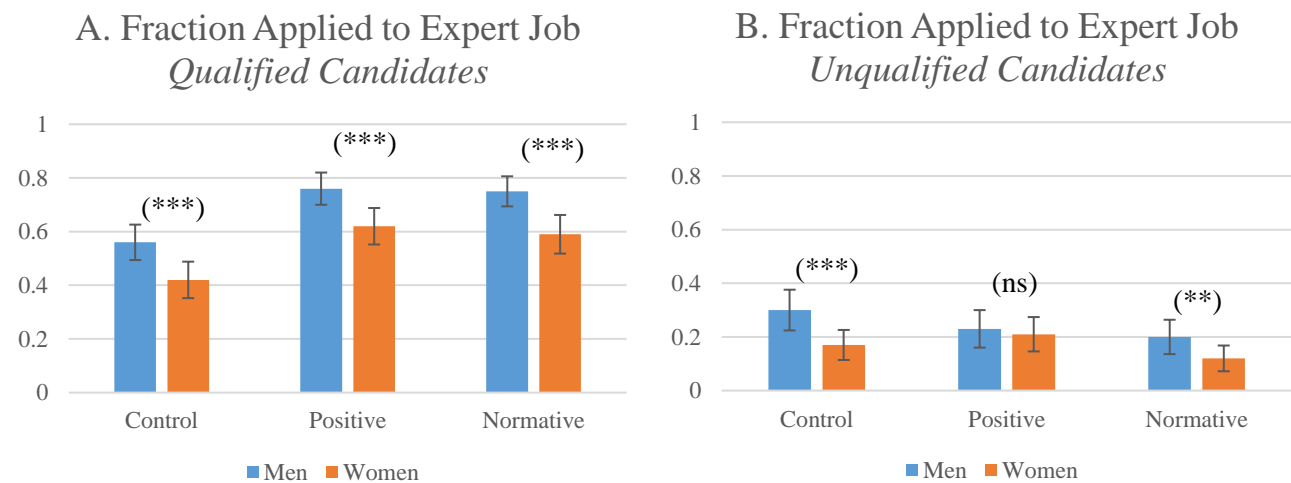 A. Fraction Applied to Expert Job
Qualified Candidates
1
0.8
0.6
0.4
0.2
0
(***)
(***)
(***)
Control
Positive
Normative
Men
Women
B. Fraction Applied to Expert Job
Unqualified Candidates
1
0.8
0.6
0.4
0.2
0
(***)
(ns)
(**)
Control
Positive
Normative
Men
Women